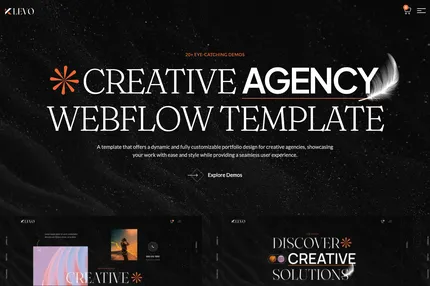 KLEVO
20+ EYE-CATCHING DEMOS
CREATIVE AGENCY
WEBFLOW TEMPLATE
A template that offers a dynamic and fully customizable portfolio design for creative agencies, showcasing
your work with ease and style while providing a seamless user experience.
Explore Demos
KLEVO
CREATIVE
KLEVO
DISCOVER
CREATIVE
SOLUTIONS